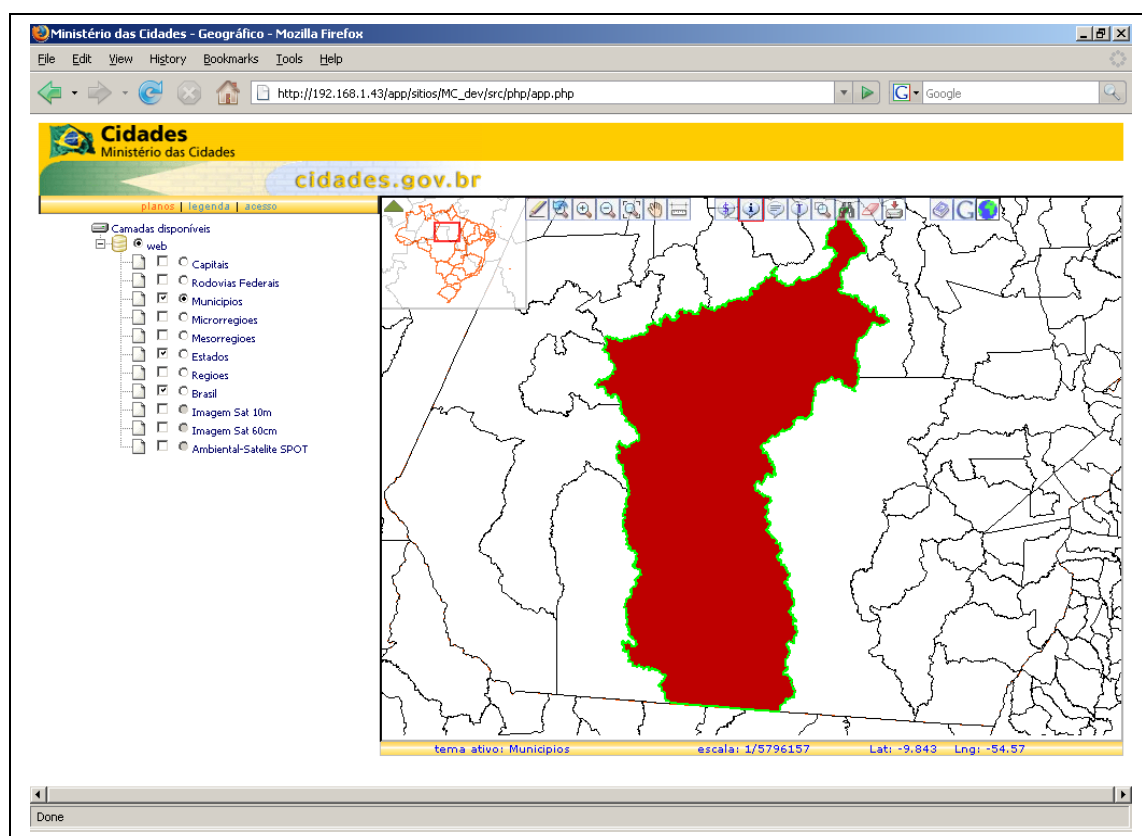 Ministério das Cidades - Geográfico - Mozilla Firefox
File Edit View History Bookmarks Tools Help
http://192.168.1.43/app/sitios/MC_dev/src/php/app.php
G Google
Cidades
Ministério das Cidades
cidades.gov.br
planos | legenda | acesso
Camadas disponíveis
web
Capitais
Rodovias Federais
Municipios
Microrregioes
Mesorregioes
Estados
Regioes
Brasil
Imagem Sat 10m
Imagem Sat 60cm
Ambiental-Satelite SPOT
G
tema ativo: Municipios escala: 1/5796157 Lat: -9.843 Lng: -54.57
Done